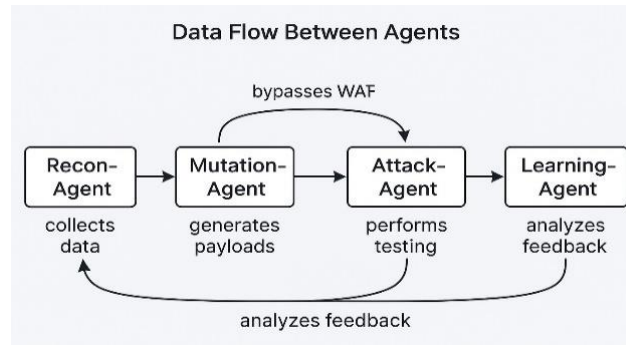 Data Flow Between Agents
bypasses WAF
Recon-
Agent
Mutation-
Agent
Attack-
Agent
Learning-
Agent
collects
data
generates
payloads
performs
testing
analyzes
feedback
analyzes feedback